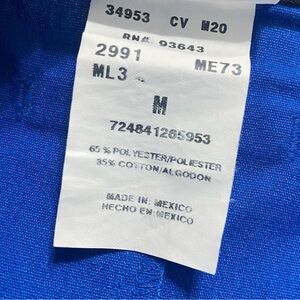 34953 CV M20
RN# 93643
2991 ME73
ML3
M
724841265953
65% POLYESTER/POLIESTER
35% COTTON/ALGODON
MADE IN: MEXICO
HECHO EN:MEXICO